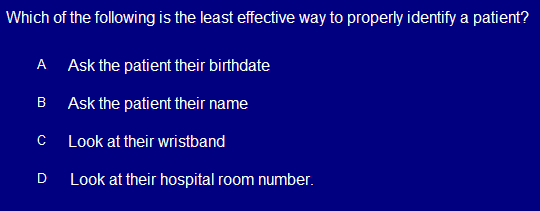 Which of the following is the least effective way to properly identify a patient?
A Ask the patient their birthdate
B Ask the patient their name
C Look at their wristband
D Look at their hospital room number.